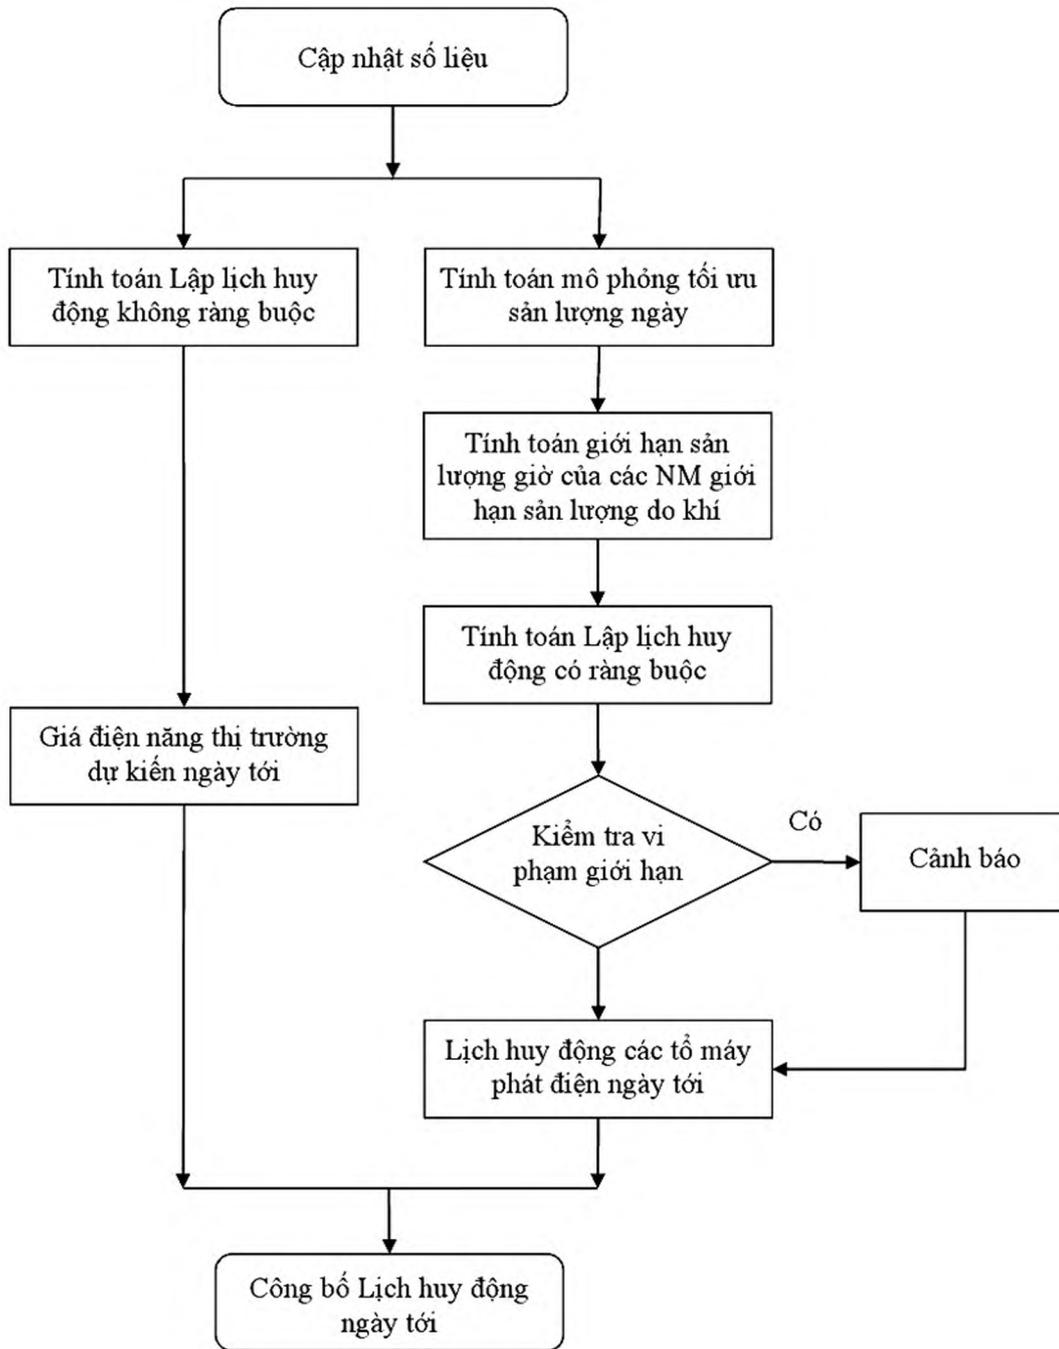 Cập nhật số liệu
Tính toán Lập lịch huy
động không ràng buộc
Tính toán mô phỏng tối ưu
sản lượng ngày
Tính toán giới hạn sản
lượng giờ của các NM giới
hạn sản lượng do khí
Tính toán Lập lịch huy
động có ràng buộc
Giá điện năng thị trường
dự kiến ngày tới
Kiểm tra vi
phạm giới hạn
Có
Cảnh báo
Lịch huy động các tổ máy
phát điện ngày tới
Công bố Lịch huy động
ngày tới